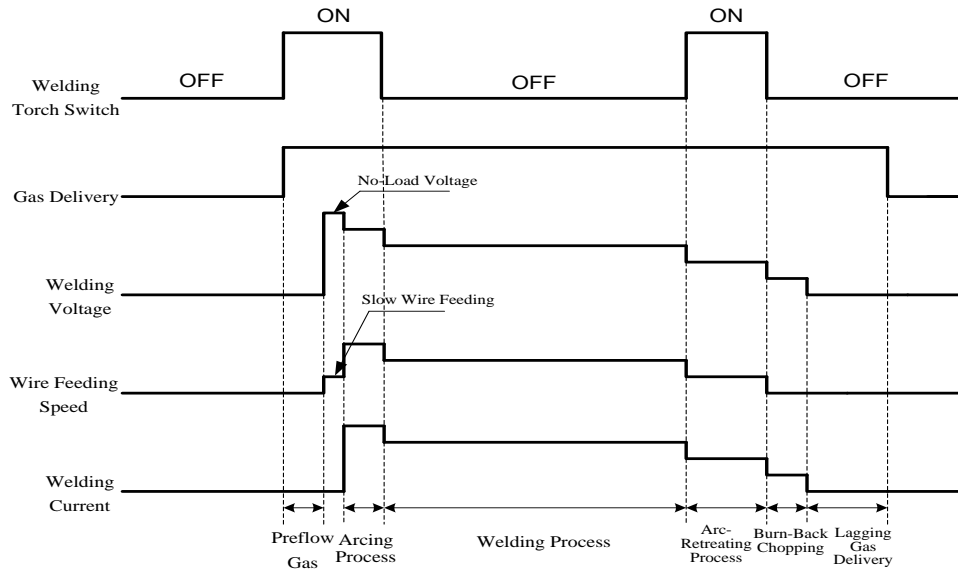 ON
ON
OFF
OFF
OFF
Welding
Torch Switch
Gas Delivery
No-Load Voltage
Welding
Voltage
Slow Wire Feeding
Wire Feeding
Speed
Welding
Current
Preflow
Gas
Arcing
Process
Welding Process
Arc-
Retreating
Process
Burn-Back
Chopping
Lagging
Gas
Delivery